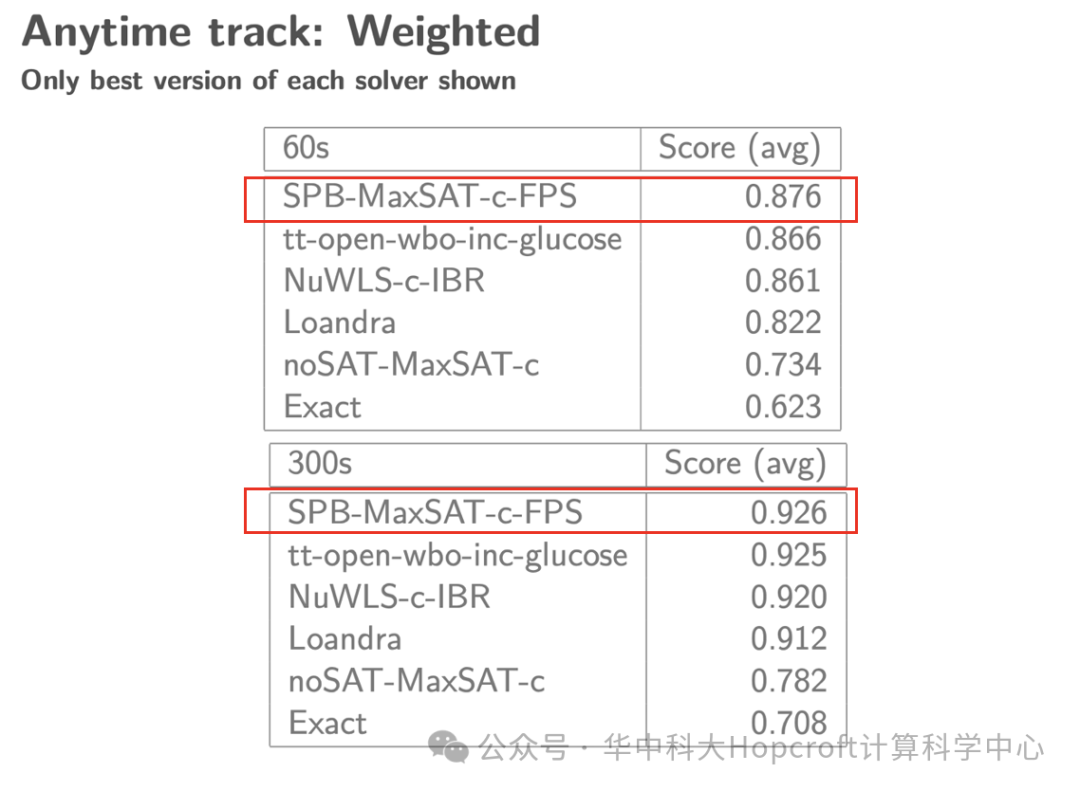 Anytime track: Weighted
Only best version of each solver shown
60s Score (avg)
SPB-MaxSAT-c-FPS 0.876
tt-open-wbo-inc-glucose 0.866
NuWLS-c-IBR 0.861
Loandra 0.822
noSAT-MaxSAT-c 0.734
Exact 0.623
300s Score (avg)
SPB-MaxSAT-c-FPS 0.926
tt-open-wbo-inc-glucose 0.925
NuWLS-c-IBR 0.920
Loandra 0.912
noSAT-MaxSAT-c 0.782
Exact 0.708
公众号 · 华中科大Hopcroft计算科学中心